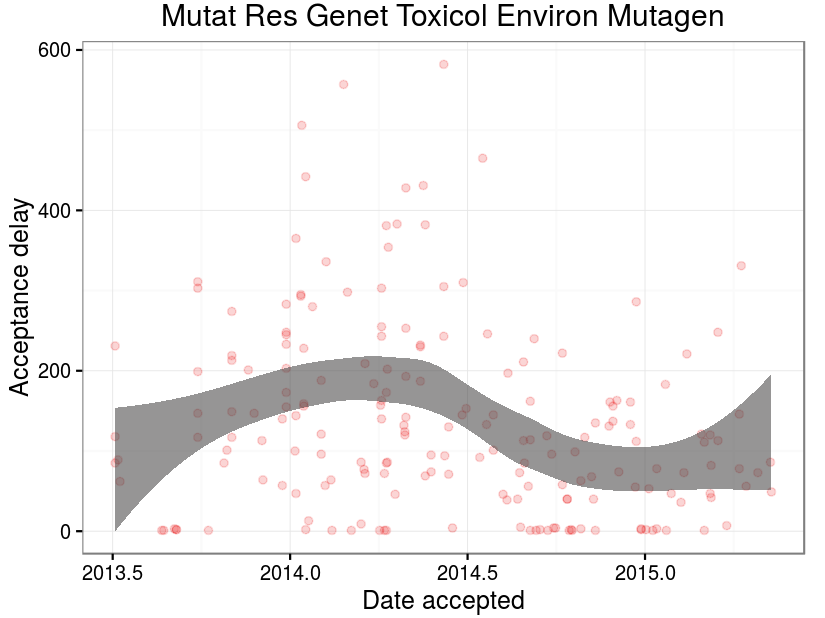 Mutat Res Genet Toxicol Environ Mutagen
600
400
200
0
Acceptance delay
2013.5 2014.0 2014.5 2015.0
Date accepted